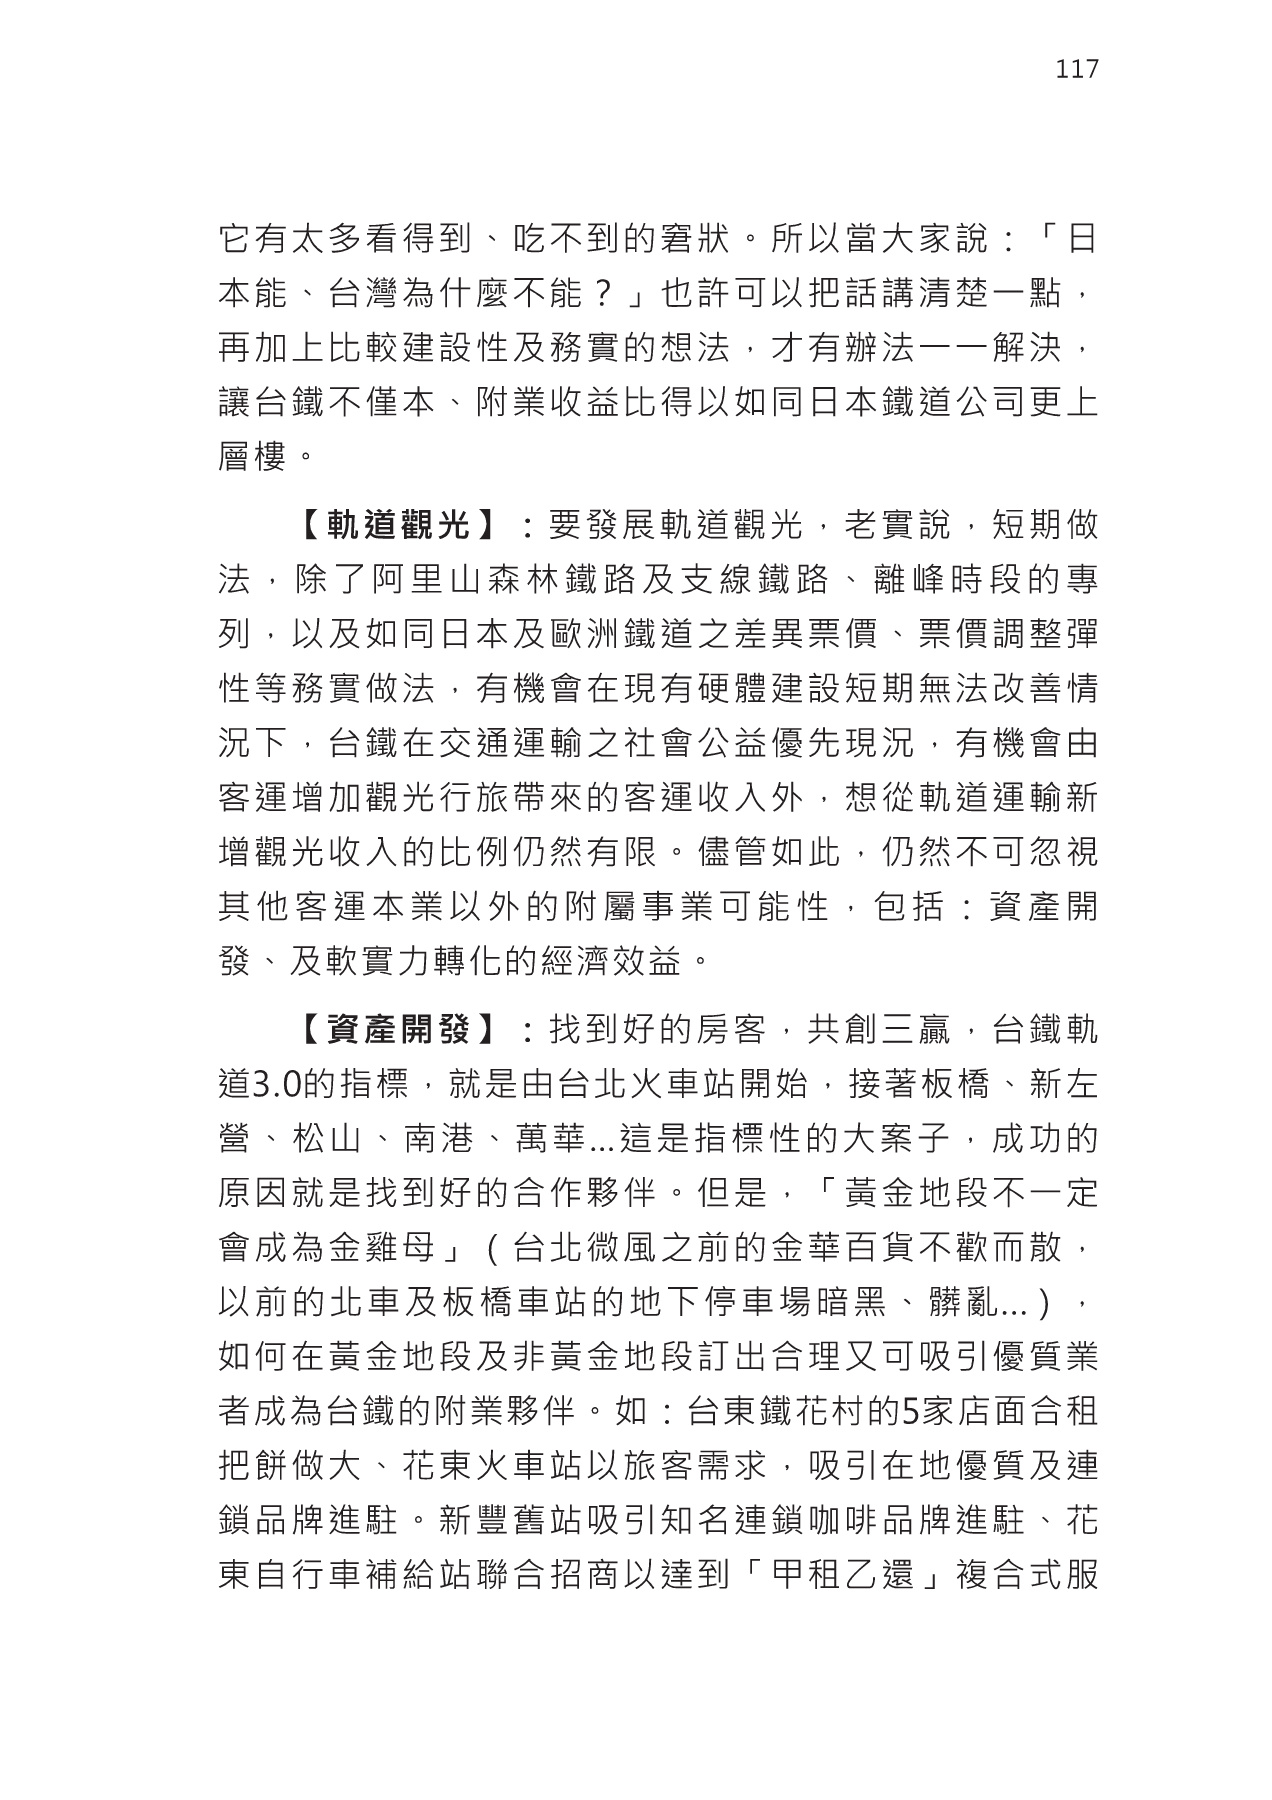 117
它有太多看得到、吃不到的窘狀。所以當大家說：「日
本能、台灣為什麼不能？」也許可以把話講清楚一點，
再加上比較建設性及務實的想法，才有辦法一一解決，
讓台鐵不僅本、附業收益比得以如同日本鐵道公司更上
層樓。
【軌道觀光】：要發展軌道觀光，老實說，短期做
法，除了阿里山森林鐵路及支線鐵路、離峰時段的專
列，以及如同日本及歐洲鐵道之差異票價、票價調整彈
性等務實做法，有機會在現有硬體建設短期無法改善情
況下，台鐵在交通運輸之社會公益優先現況，有機會由
客運增加觀光行旅帶來的客運收入外，想從軌道運輸新
增觀光收入的比例仍然有限。儘管如此，仍然不可忽視
其他客運本業以外的附屬事業可能性，包括：資產開
發、及軟實力轉化的經濟效益。
【資產開發】：找到好的房客，共創三贏，台鐵軌
道3.0的指標，就是由台北火車站開始，接著板橋、新左
營、松山、南港、萬華...這是指標性的大案子，成功的
原因就是找到好的合作夥伴。但是，「黃金地段不一定
會成為金雞母」（台北微風之前的金華百貨不歡而散，
以前的北車及板橋車站的地下停車場暗黑、髒亂...），
如何在黃金地段及非黃金地段訂出合理又可吸引優質業
者成為台鐵的附業夥伴。如：台東鐵花村的5家店面合租
把餅做大、花東火車站以旅客需求，吸引在地優質及連
鎖品牌進駐。新豐舊站吸引知名連鎖咖啡品牌進駐、花
東自行車補給站聯合招商以達到「甲租乙還」複合式服